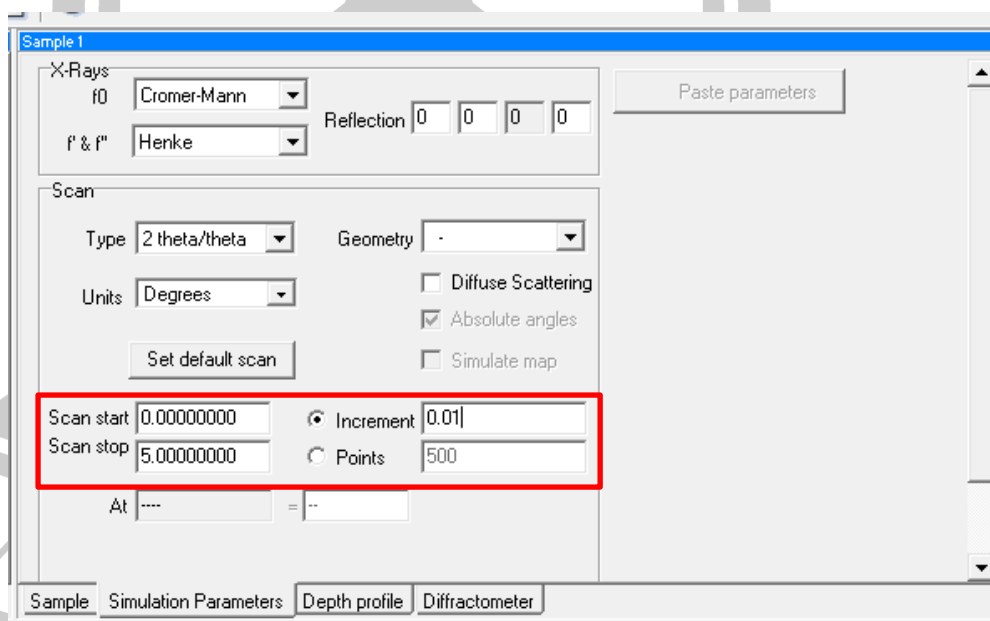 Sample 1
X-Rays
f0 Cromer-Mann
Reflection 0 0 0 0
Paste parameters
f' & f" Henke
Scan
Type 2 theta/theta Geometry -
Units Degrees
Diffuse Scattering
Absolute angles
Set default scan
Simulate map
Scan start 0.00000000 Increment 0.01
Scan stop 5.00000000 Points 500
At ---- = --
Sample Simulation Parameters Depth profile Diffractometer